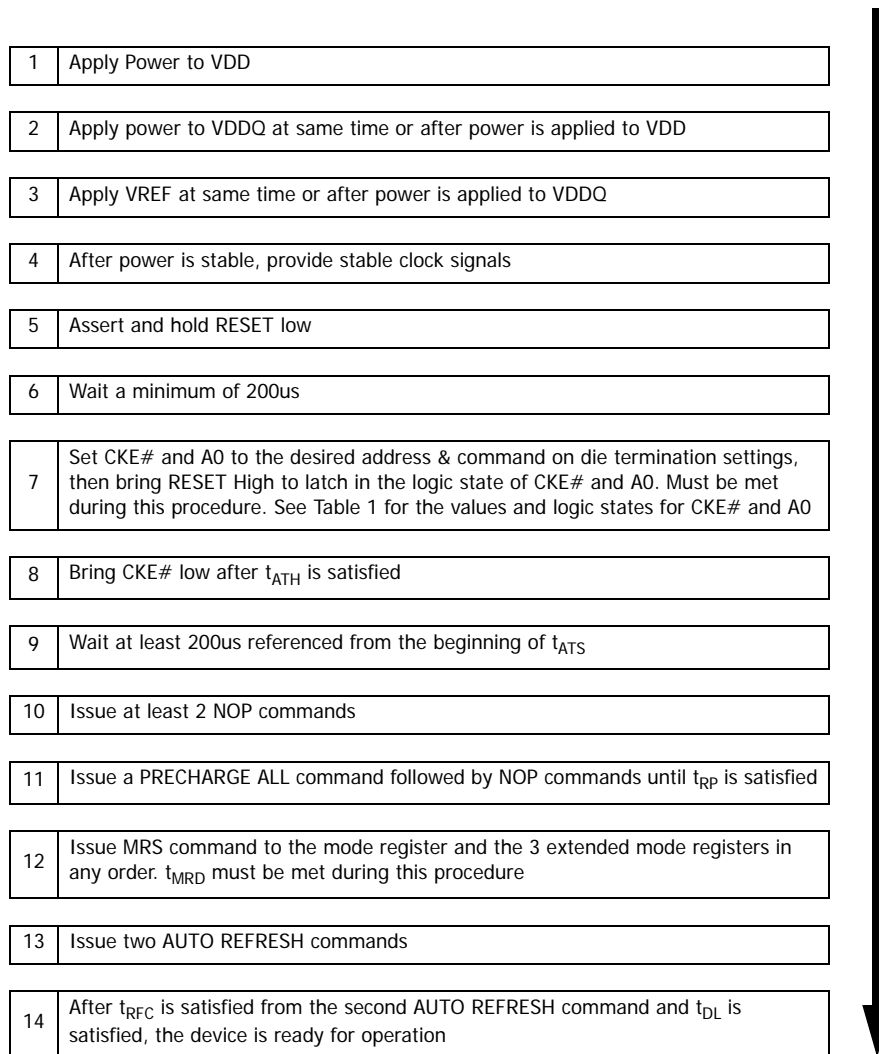 1 Apply Power to VDD
2 Apply power to VDDQ at same time or after power is applied to VDD
3 Apply VREF at same time or after power is applied to VDDQ
4 After power is stable, provide stable clock signals
5 Assert and hold RESET low
6 Wait a minimum of 200us
7 Set CKE# and A0 to the desired address & command on die termination settings,
then bring RESET High to latch in the logic state of CKE# and A0. Must be met
during this procedure. See Table 1 for the values and logic states for CKE# and A0
8 Bring CKE# low after tATH is satisfied
9 Wait at least 200us referenced from the beginning of tATS
10 Issue at least 2 NOP commands
11 Issue a PRECHARGE ALL command followed by NOP commands until tRP is satisfied
12 Issue MRS command to the mode register and the 3 extended mode registers in
any order. tMRD must be met during this procedure
13 Issue two AUTO REFRESH commands
14 After tRFC is satisfied from the second AUTO REFRESH command and tDL is
satisfied, the device is ready for operation